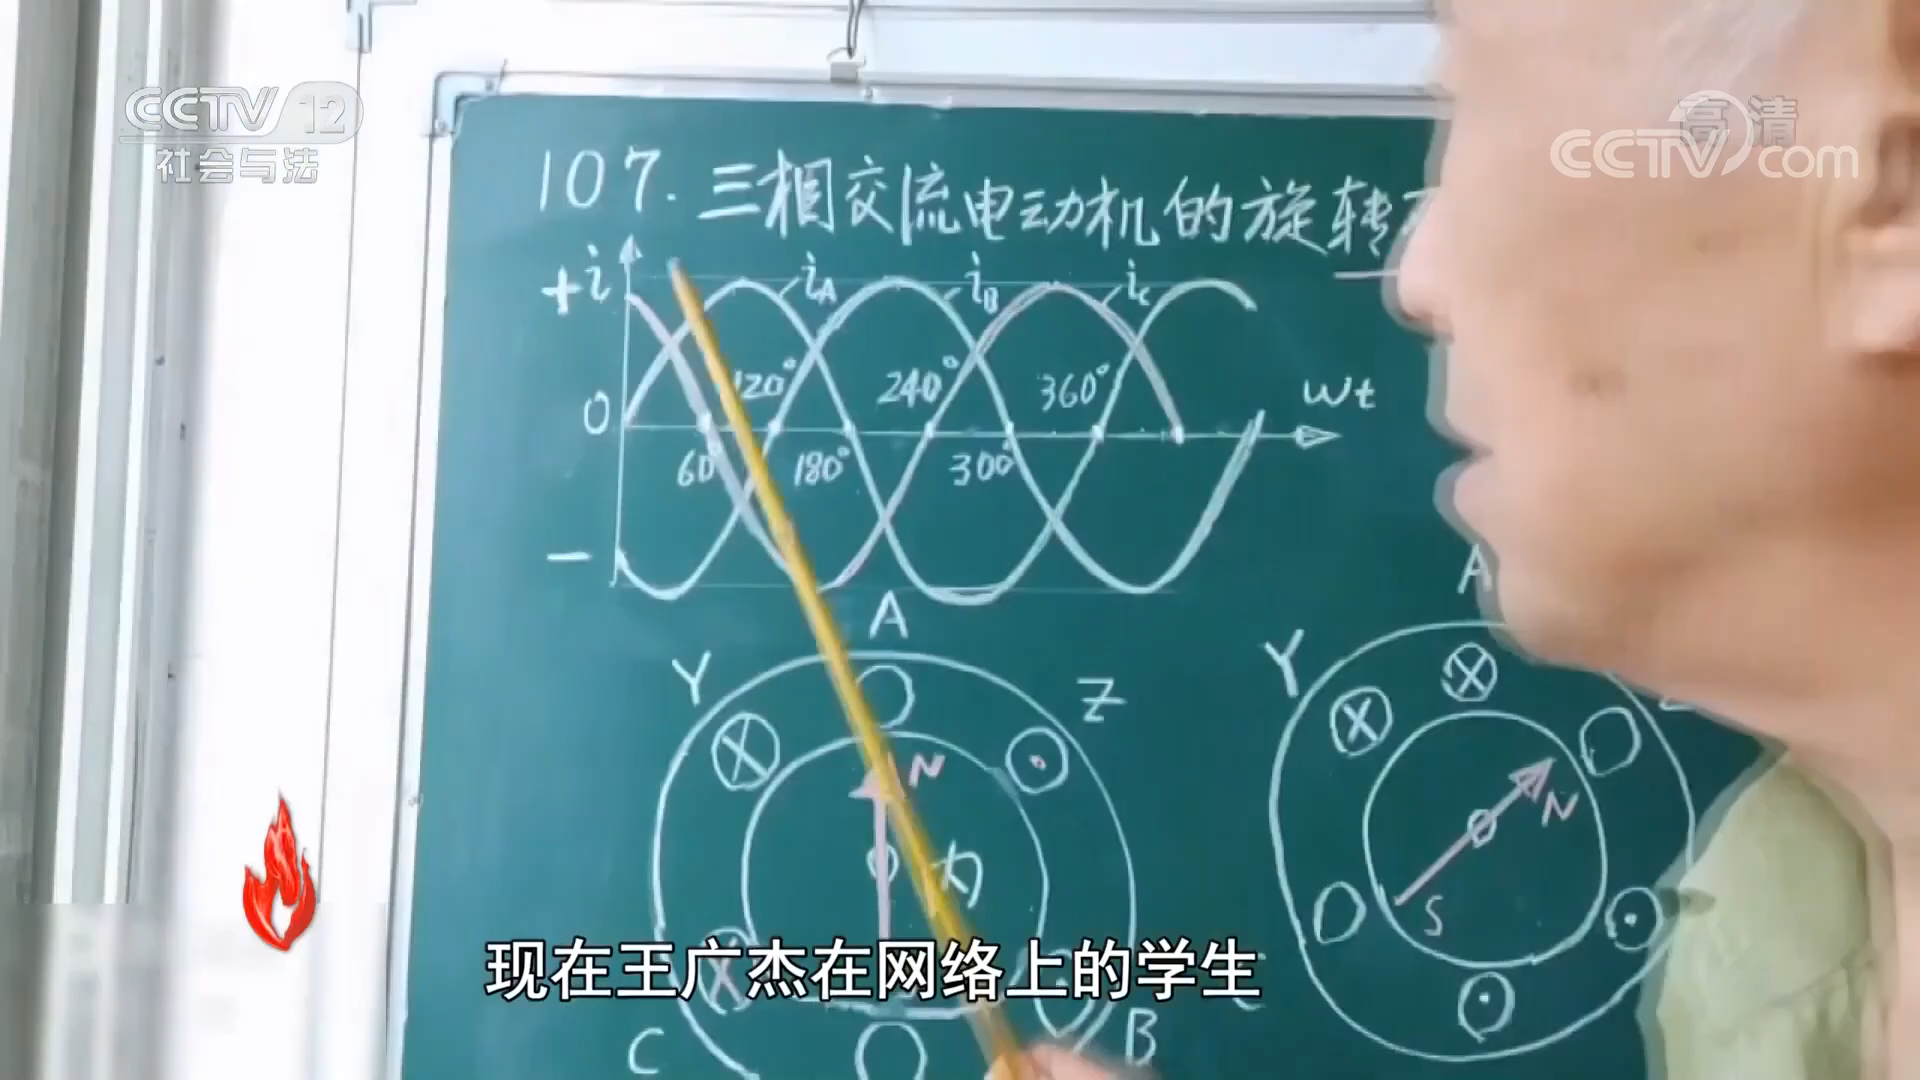 CCTV 12
社会与法
高清
CCTV.com
107. 三相交流电动机的旋转
+i
iA
iB
iC
120°
240°
360°
0
ωt
60°
180°
300°
−
A
A
Y
Z
Y
N
N
S
现在王广杰在网络上的学生
C
B